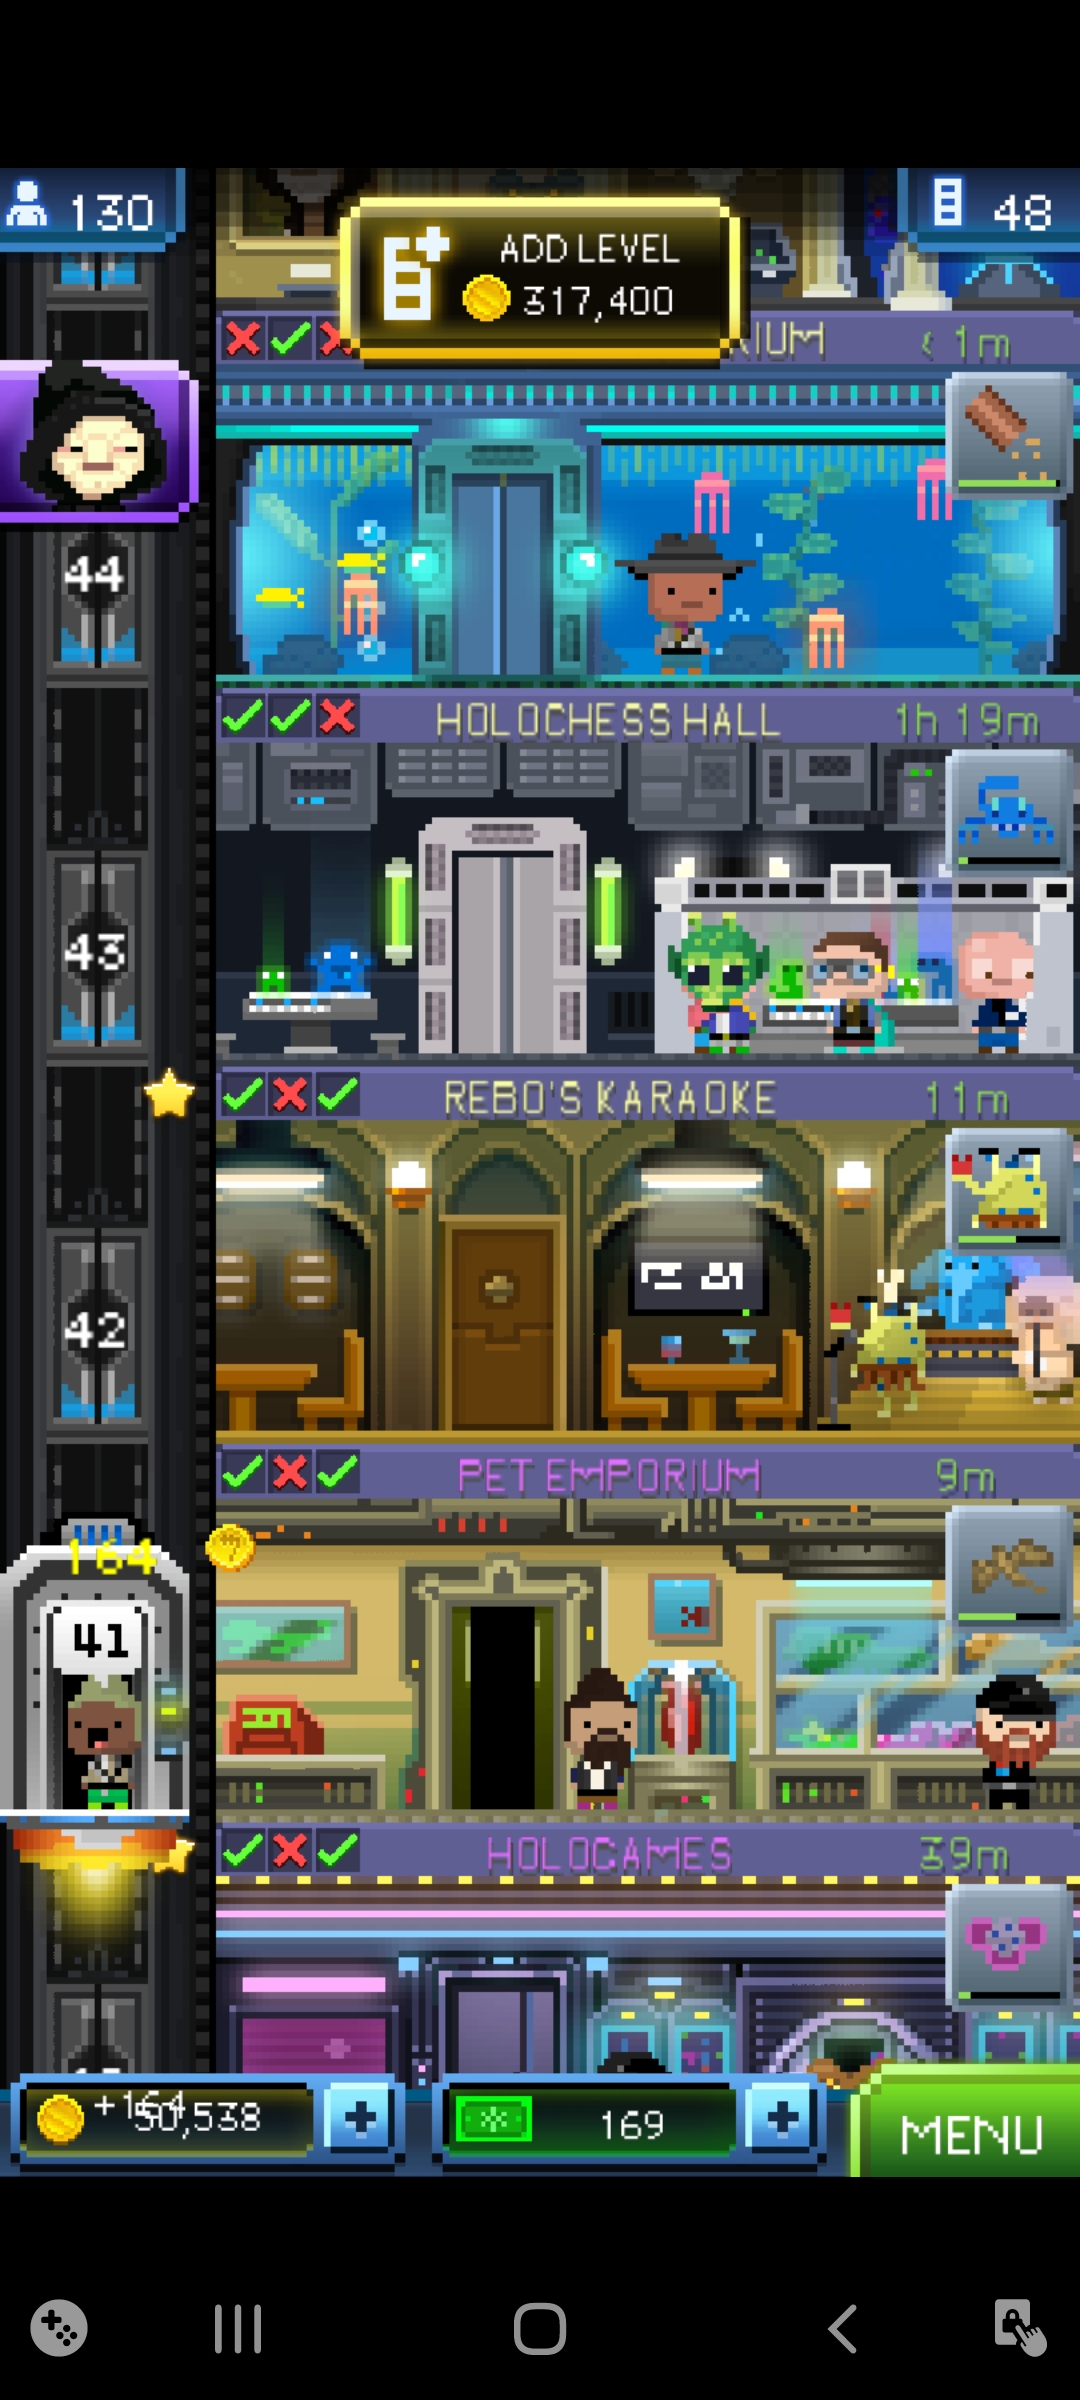 130
48
ADD LEVEL
317,400
RIUM
< 1m
44
HOLOCHESS HALL
1h 19m
43
REBO'S KARAOKE
11m
42
PET EMPORIUM
9m
164
41
HOLOGAMES
39m
+164
50,538
169
MENU